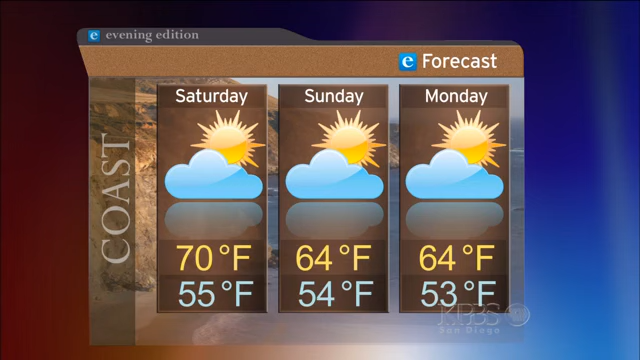 e evening edition
e Forecast
COAST
Saturday
70 °F
55 °F
Sunday
64 °F
54 °F
Monday
64 °F
53 °F
KPBS
San Diego